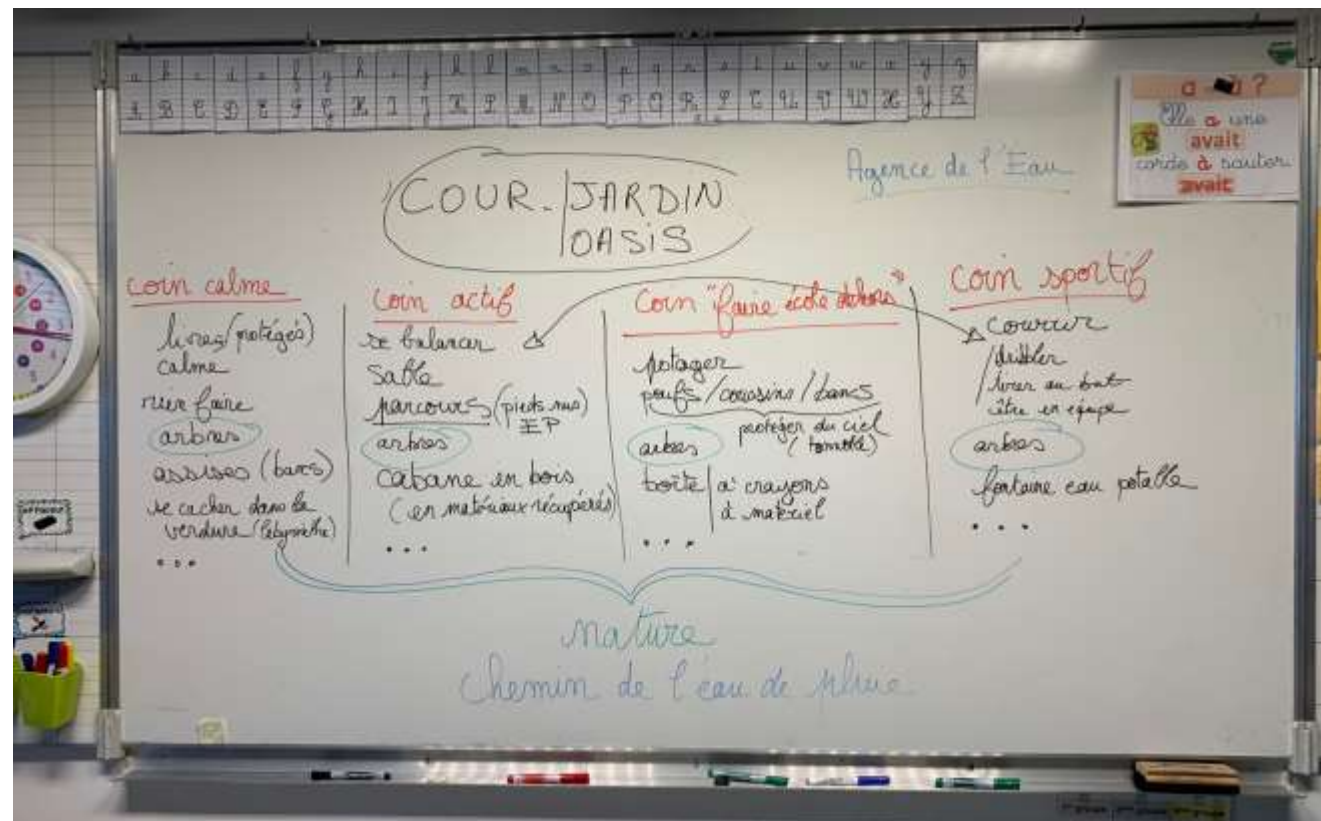 a b c d e f g h i j k l m n o p q r s t u v w x y z
A B C D E F G H I J K L M N O P Q R S T U V W X Y Z
a à ?
Elle a une
avait
corde à sauter.
avait
Agence de l'Eau
COUR - JARDIN
OASIS
coin calme
livres (protégés)
calme
rien faire
arbres
assises (bancs)
se cacher dans la
verdure (labyrinthe)
...
coin actif
se balancer
sable
parcours (pieds nus)
arbres
cabane en bois
(en matériaux récupérés)
...
Coin "faire école dehors"
potager
poufs / coussins / bancs
protéger du ciel
arbres
boîte à crayons
à matériel
...
Coin sportif
courir
/ dribbler
/ tirer au but
être en équipe
arbres
fontaine eau potable
...
nature
Chemin de l'eau de pluie